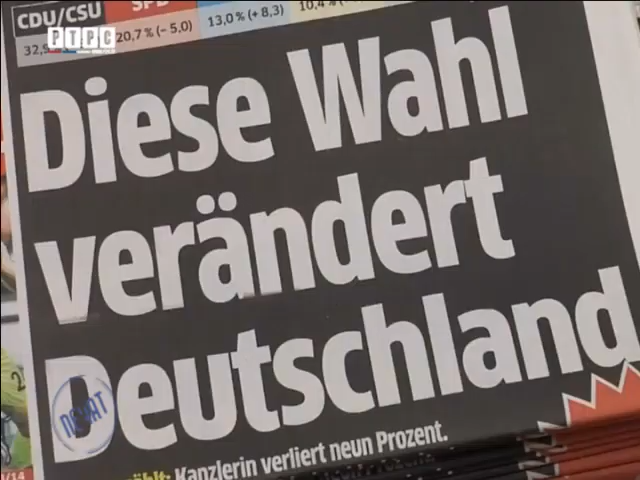 CDU/CSU SPD
20,7 % (– 5,0) 13,0 % (+ 8,3)
РТРС
Diese Wahl
verändert
Deutschland
Kanzlerin verliert neun Prozent.